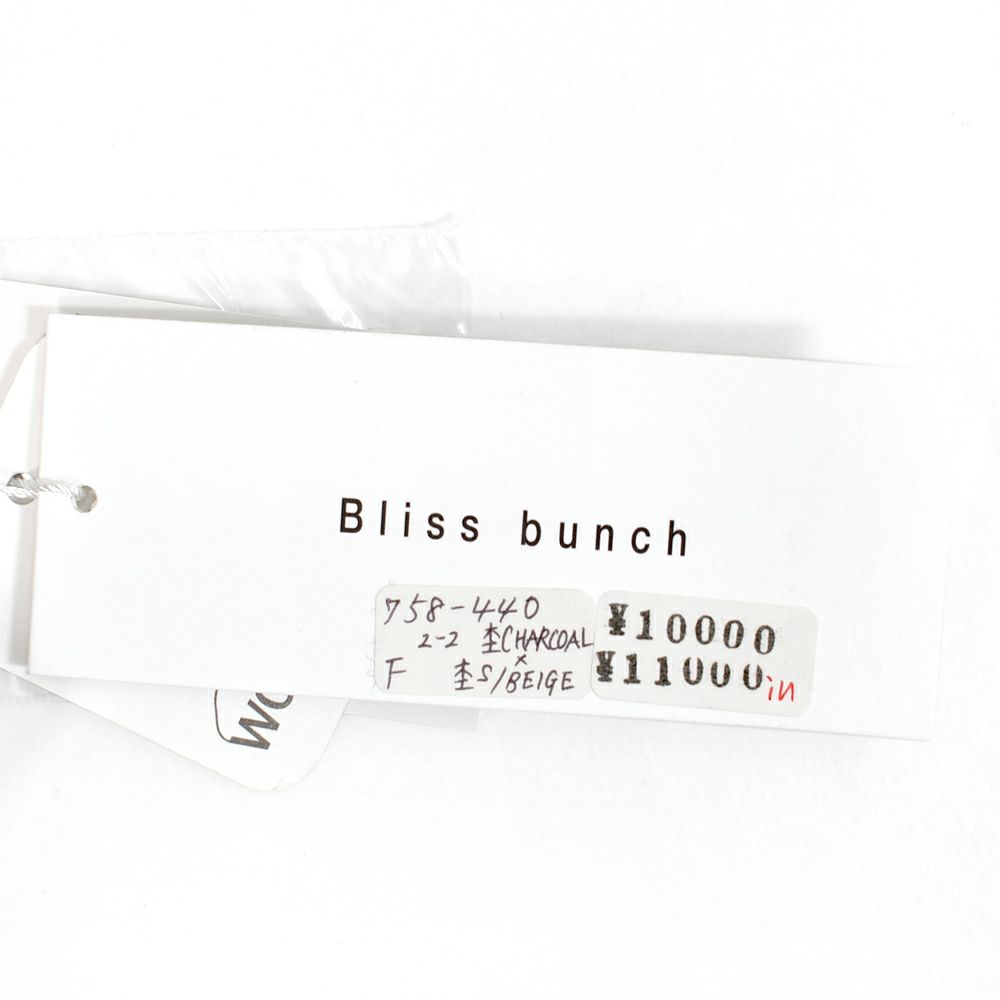 Bliss bunch
758-440
2-2 杢CHARCOAL
×
F 杢S/BEIGE
¥10000
¥11000in
WO